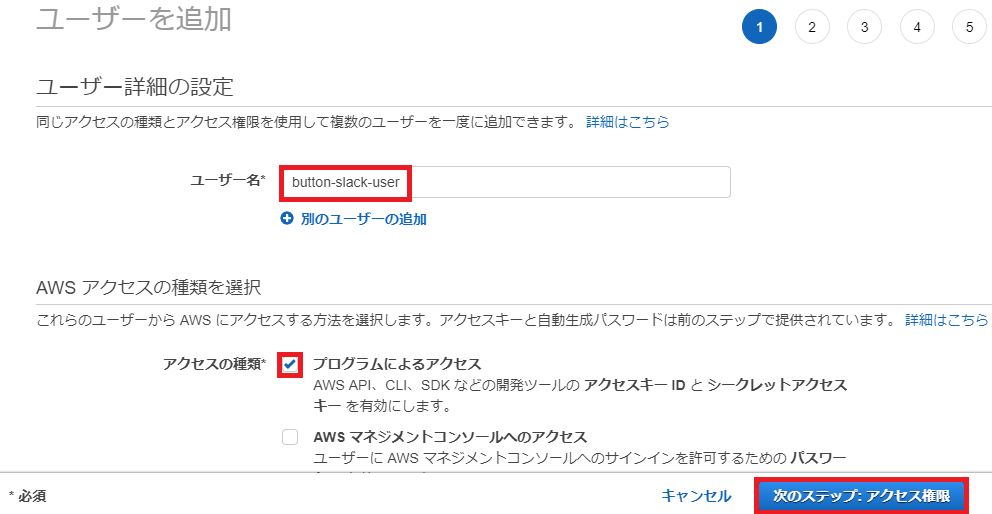 ユーザーを追加
1 2 3 4 5
ユーザー詳細の設定
同じアクセスの種類とアクセス権限を使用して複数のユーザーを一度に追加できます。 詳細はこちら
ユーザー名* button-slack-user
別のユーザーの追加
AWS アクセスの種類を選択
これらのユーザーから AWS にアクセスする方法を選択します。アクセスキーと自動生成パスワードは前のステップで提供されています。 詳細はこちら
アクセスの種類* プログラムによるアクセス
AWS API、CLI、SDK などの開発ツールの アクセスキー ID と シークレットアクセス
キー を有効にします。
AWS マネジメントコンソールへのアクセス
ユーザーに AWS マネジメントコンソールへのサインインを許可するための パスワー
* 必須 キャンセル 次のステップ: アクセス権限